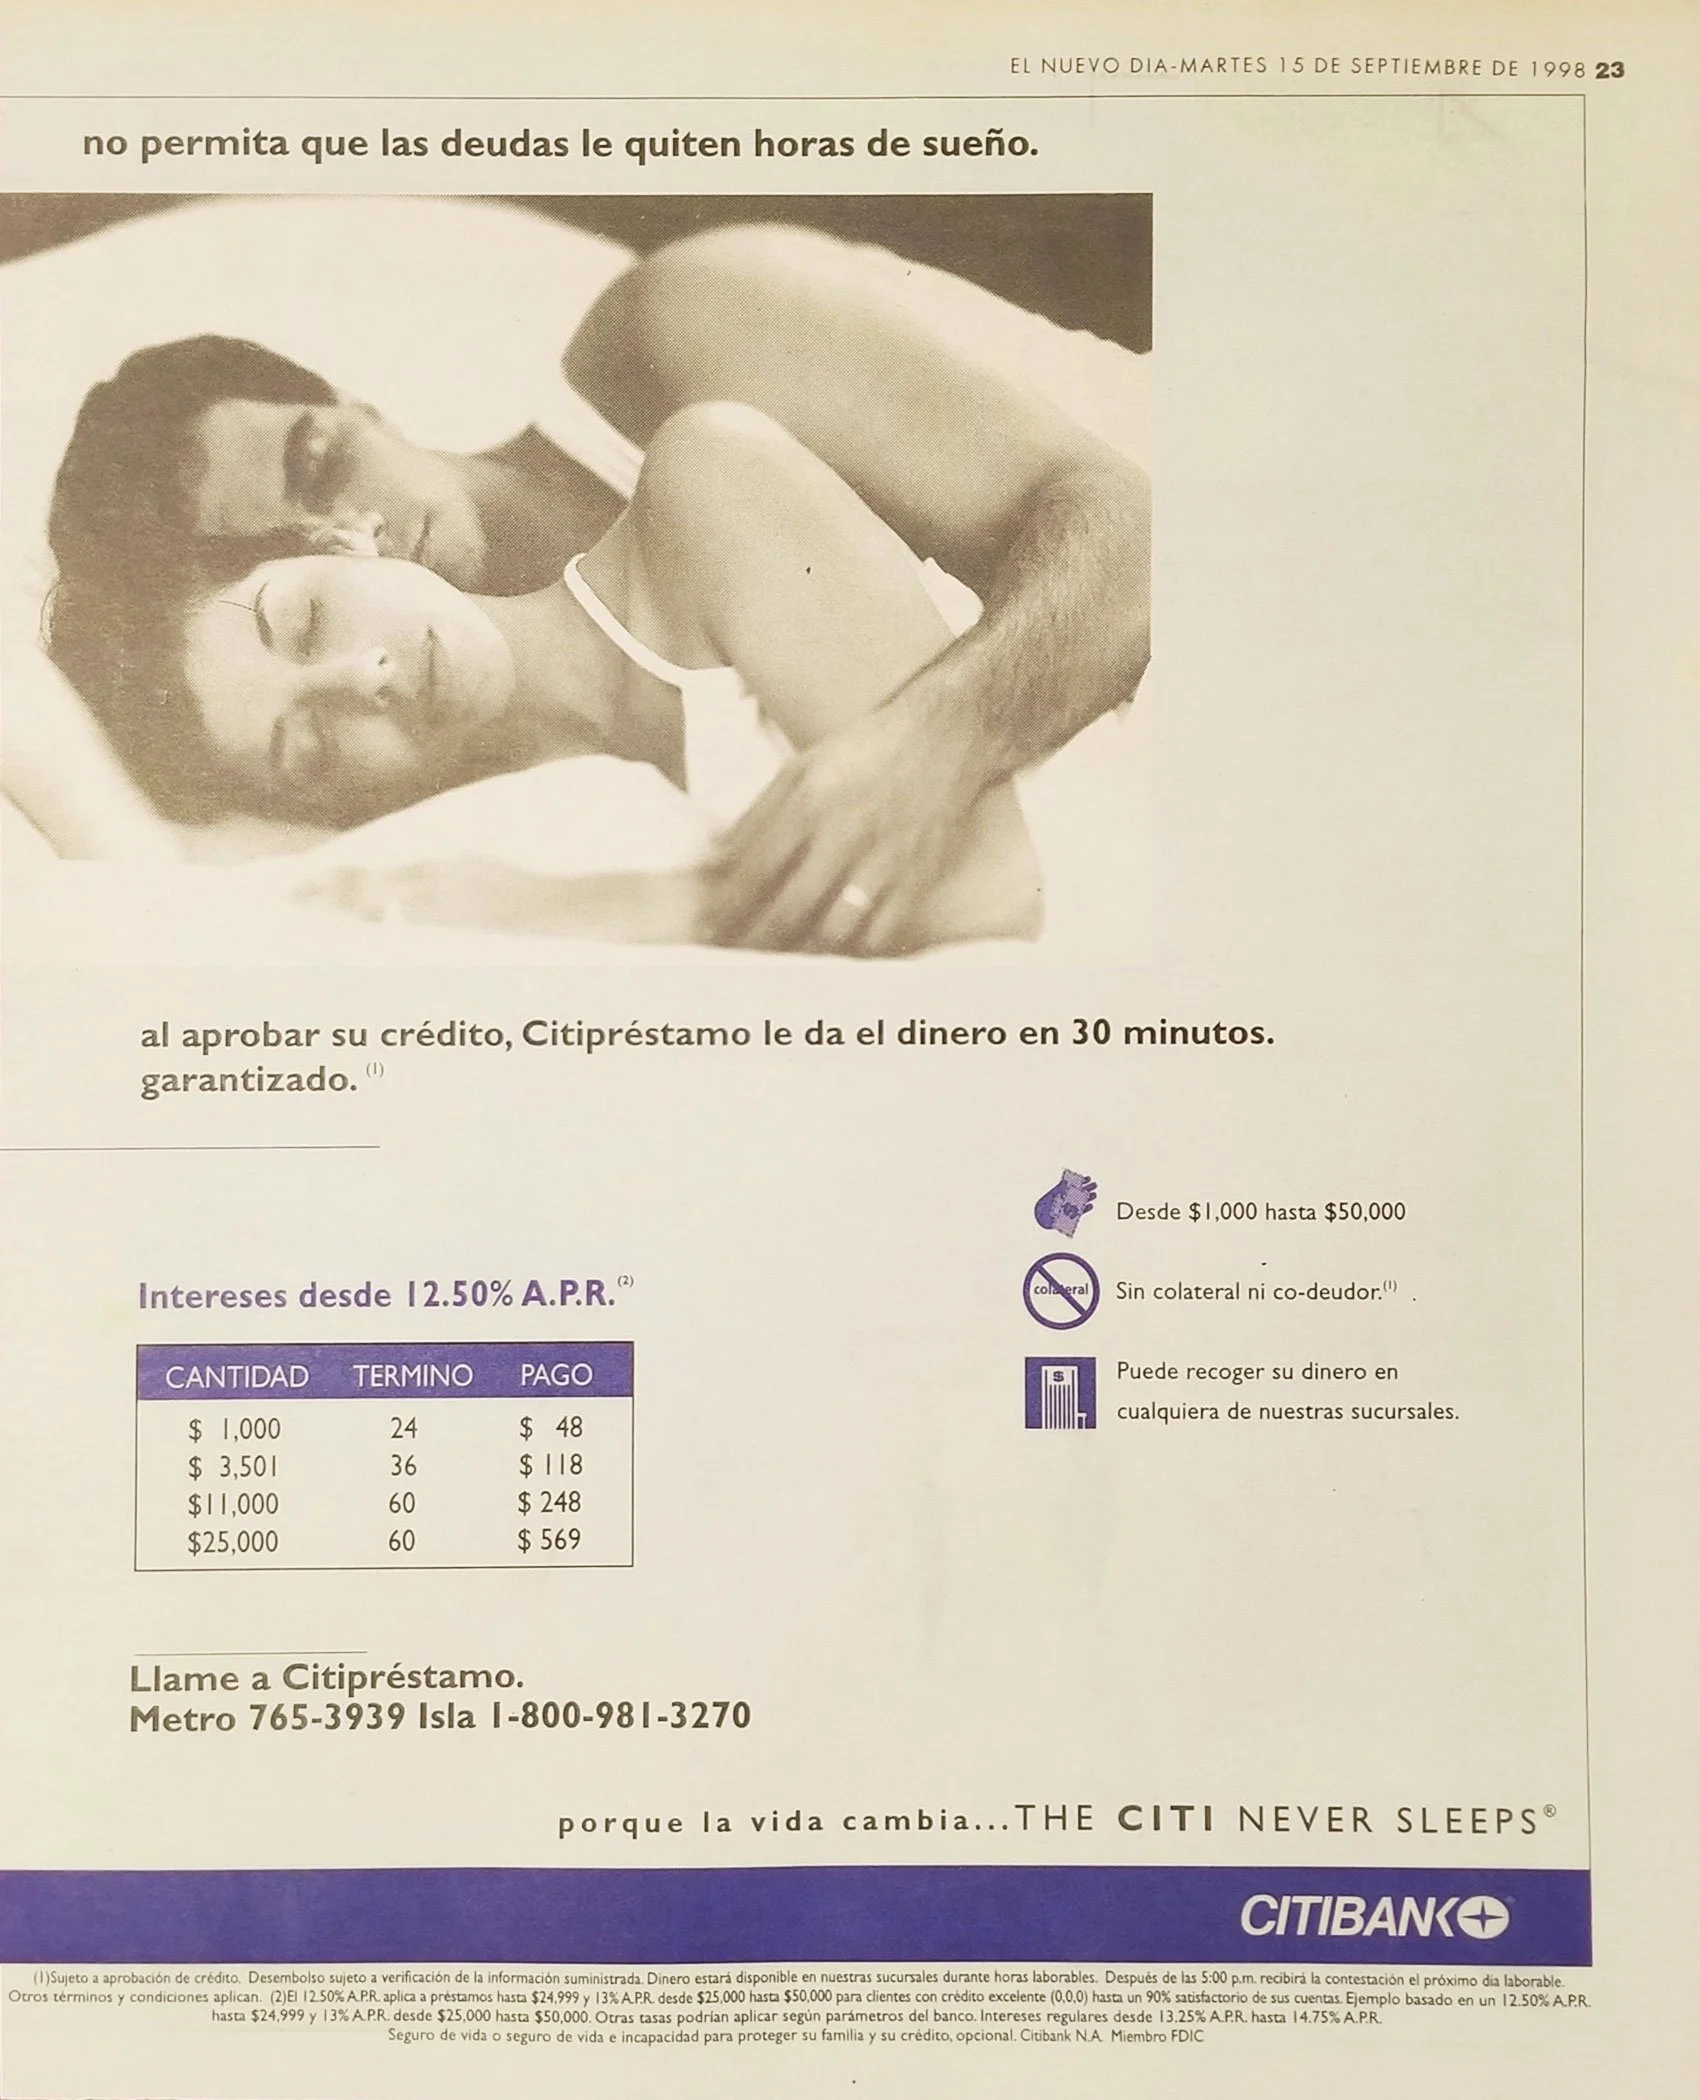 EL NUEVO DIA-MARTES 15 DE SEPTIEMBRE DE 1998 23
no permita que las deudas le quiten horas de sueño.
al aprobar su crédito, Citipréstamo le da el dinero en 30 minutos.
garantizado. (1)
Desde $1,000 hasta $50,000
colateral
Sin colateral ni co-deudor.(1)
$
Puede recoger su dinero en
cualquiera de nuestras sucursales.
Intereses desde 12.50% A.P.R.(2)
CANTIDAD TERMINO PAGO
$ 1,000 24 $ 48
$ 3,501 36 $ 118
$11,000 60 $ 248
$25,000 60 $ 569
Llame a Citipréstamo.
Metro 765-3939 Isla 1-800-981-3270
porque la vida cambia...THE CITI NEVER SLEEPS®
CITIBANK
(1)Sujeto a aprobación de crédito. Desembolso sujeto a verificación de la información suministrada. Dinero estará disponible en nuestras sucursales durante horas laborables. Después de las 5:00 p.m. recibirá la contestación el próximo día laborable.
Otros términos y condiciones aplican. (2)El 12.50% A.P.R. aplica a préstamos hasta $24,999 y 13% A.P.R. desde $25,000 hasta $50,000 para clientes con crédito excelente (0,0,0) hasta un 90% satisfactorio de sus cuentas. Ejemplo basado en un 12.50% A.P.R.
hasta $24,999 y 13% A.P.R. desde $25,000 hasta $50,000. Otras tasas podrían aplicar según parámetros del banco. Intereses regulares desde 13.25% A.P.R. hasta 14.75% A.P.R.
Seguro de vida o seguro de vida e incapacidad para proteger su familia y su crédito, opcional. Citibank N.A. Miembro FDIC